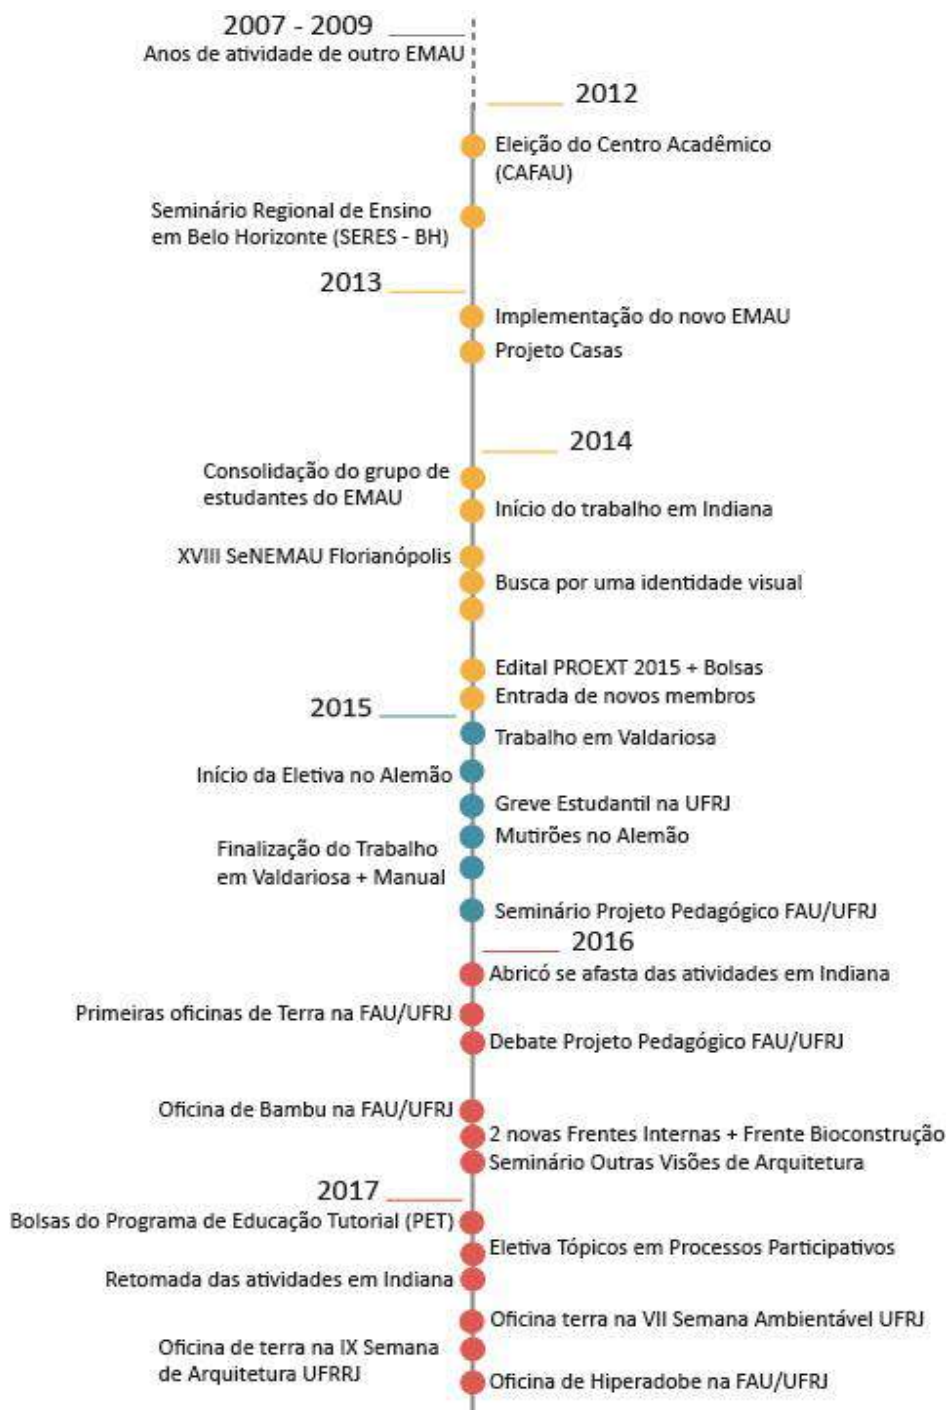 2007 - 2009
Anos de atividade de outro EMAU
2012
Eleição do Centro Acadêmico
(CAFAU)
Seminário Regional de Ensino
em Belo Horizonte (SERES - BH)
2013
Implementação do novo EMAU
Projeto Casas
2014
Consolidação do grupo de
estudantes do EMAU
Início do trabalho em Indiana
XVIII SeNEMAU Florianópolis
Busca por uma identidade visual
Edital PROEXT 2015 + Bolsas
Entrada de novos membros
2015
Trabalho em Valdariosa
Início da Eletiva no Alemão
Greve Estudantil na UFRJ
Mutirões no Alemão
Finalização do Trabalho
em Valdariosa + Manual
Seminário Projeto Pedagógico FAU/UFRJ
2016
Abricó se afasta das atividades em Indiana
Primeiras oficinas de Terra na FAU/UFRJ
Debate Projeto Pedagógico FAU/UFRJ
Oficina de Bambu na FAU/UFRJ
2 novas Frentes Internas + Frente Bioconstrução
Seminário Outras Visões de Arquitetura
2017
Bolsas do Programa de Educação Tutorial (PET)
Eletiva Tópicos em Processos Participativos
Retomada das atividades em Indiana
Oficina terra na VII Semana Ambientável UFRJ
Oficina de terra na IX Semana
de Arquitetura UFRRJ
Oficina de Hiperadobe na FAU/UFRJ